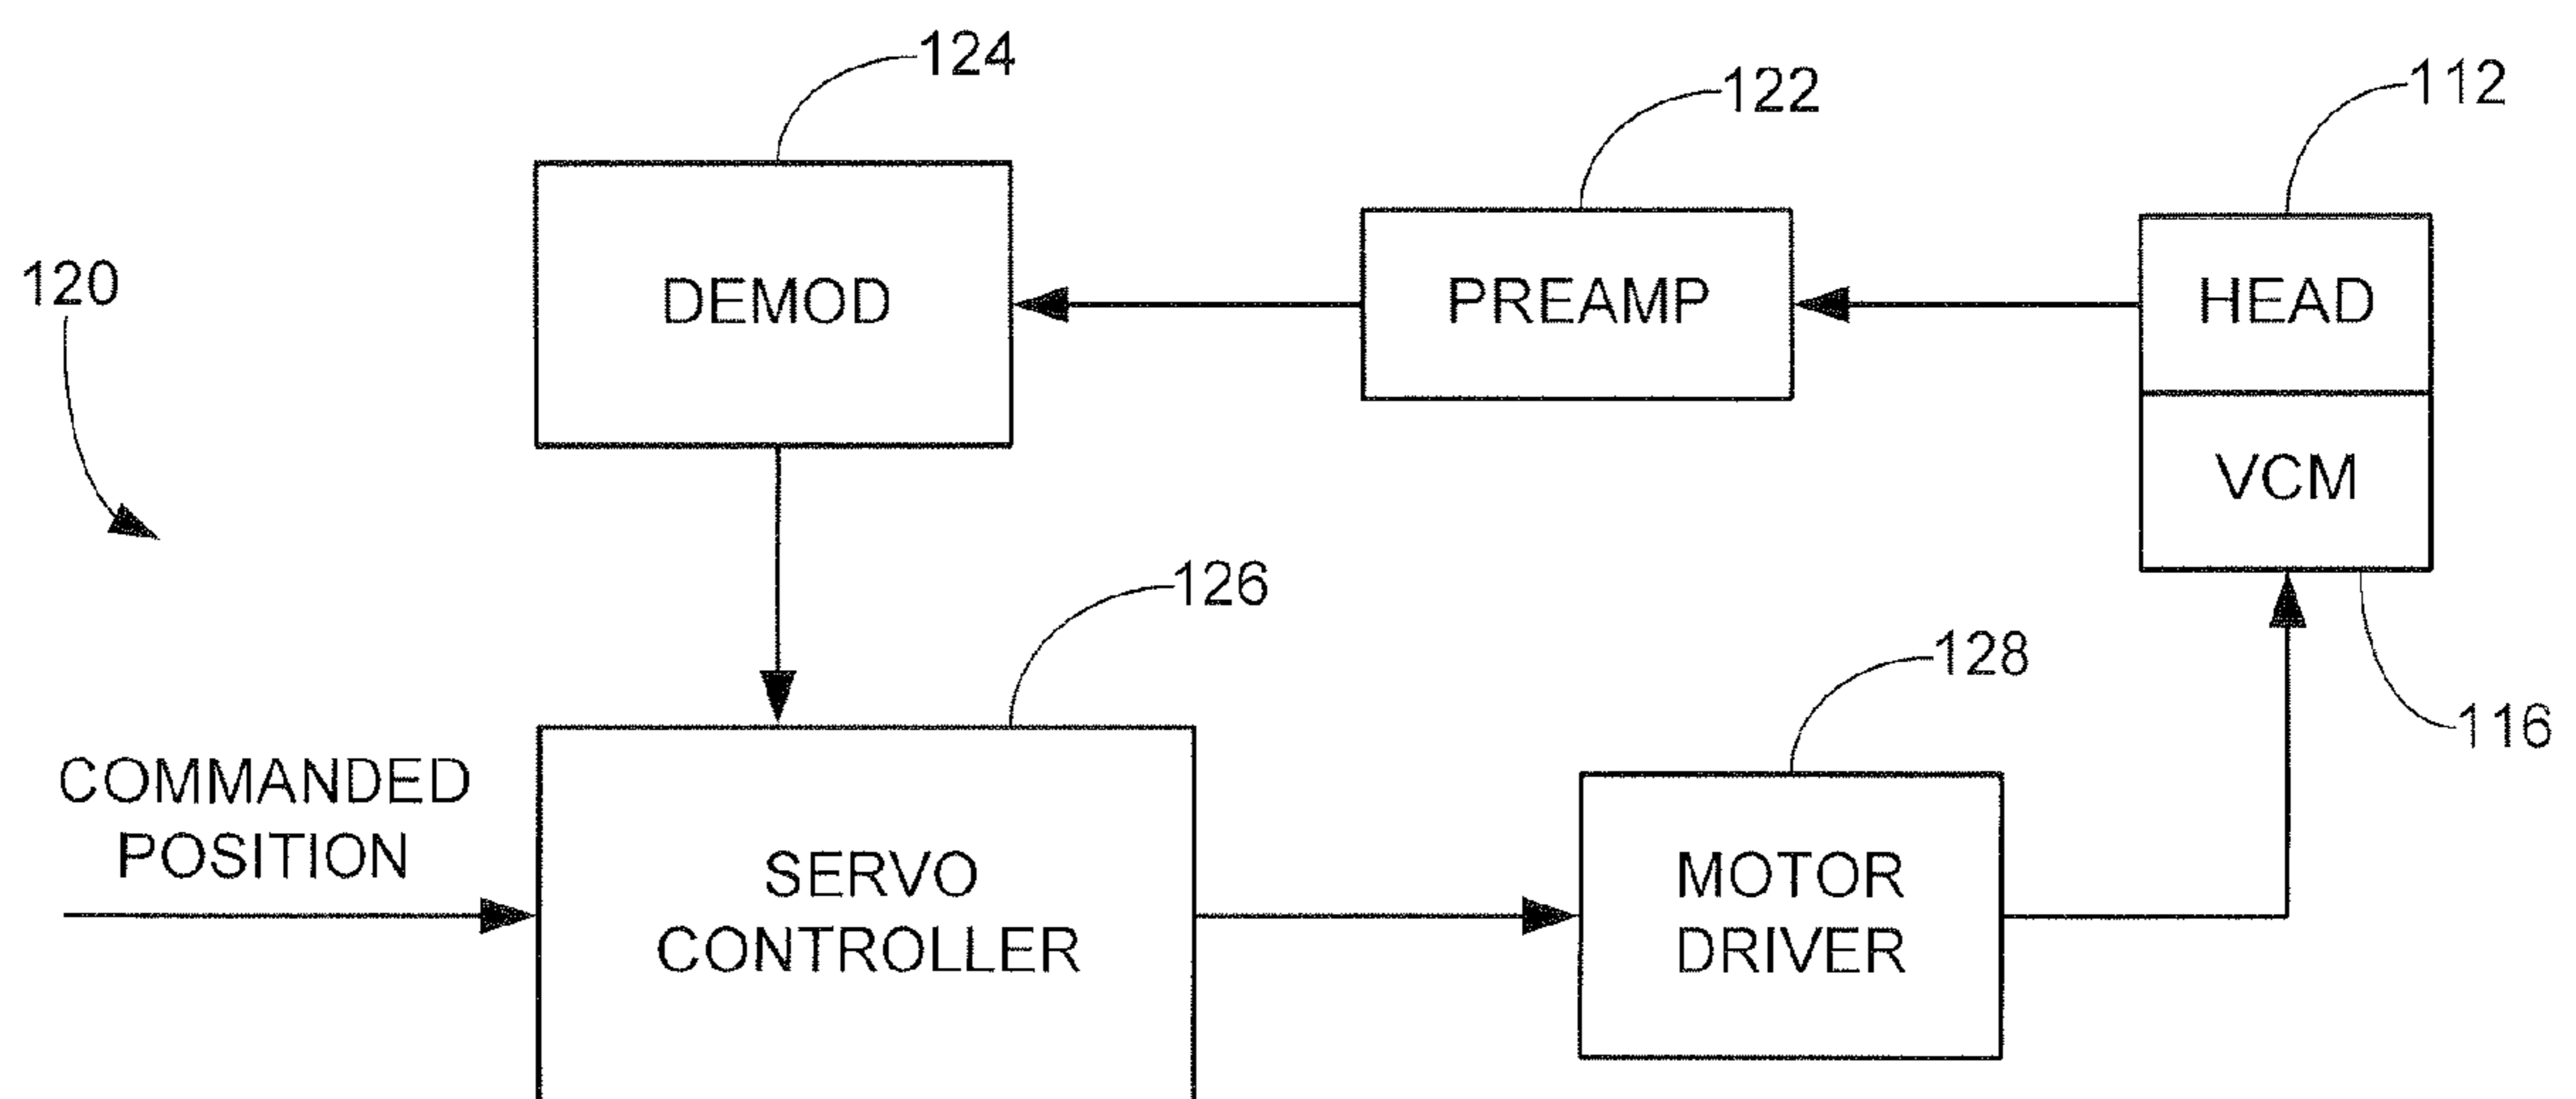 124
122
112
120
DEMOD
PREAMP
HEAD
VCM
126
128
116
COMMANDED
POSITION
SERVO
CONTROLLER
MOTOR
DRIVER